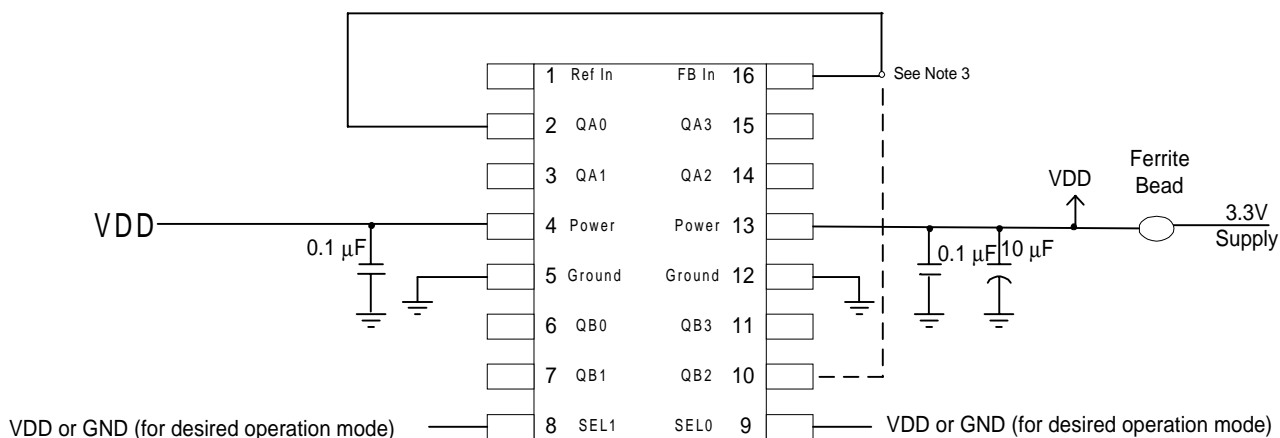 1 Ref In FB In 16 See Note 3
2 QA0 QA3 15
3 QA1 QA2 14
Ferrite
Bead
VDD
VDD 4 Power Power 13 3.3V
Supply
0.1 μF 0.1 μF 10 μF
5 Ground Ground 12
6 QB0 QB3 11
7 QB1 QB2 10
VDD or GND (for desired operation mode) 8 SEL1 SEL0 9 VDD or GND (for desired operation mode)